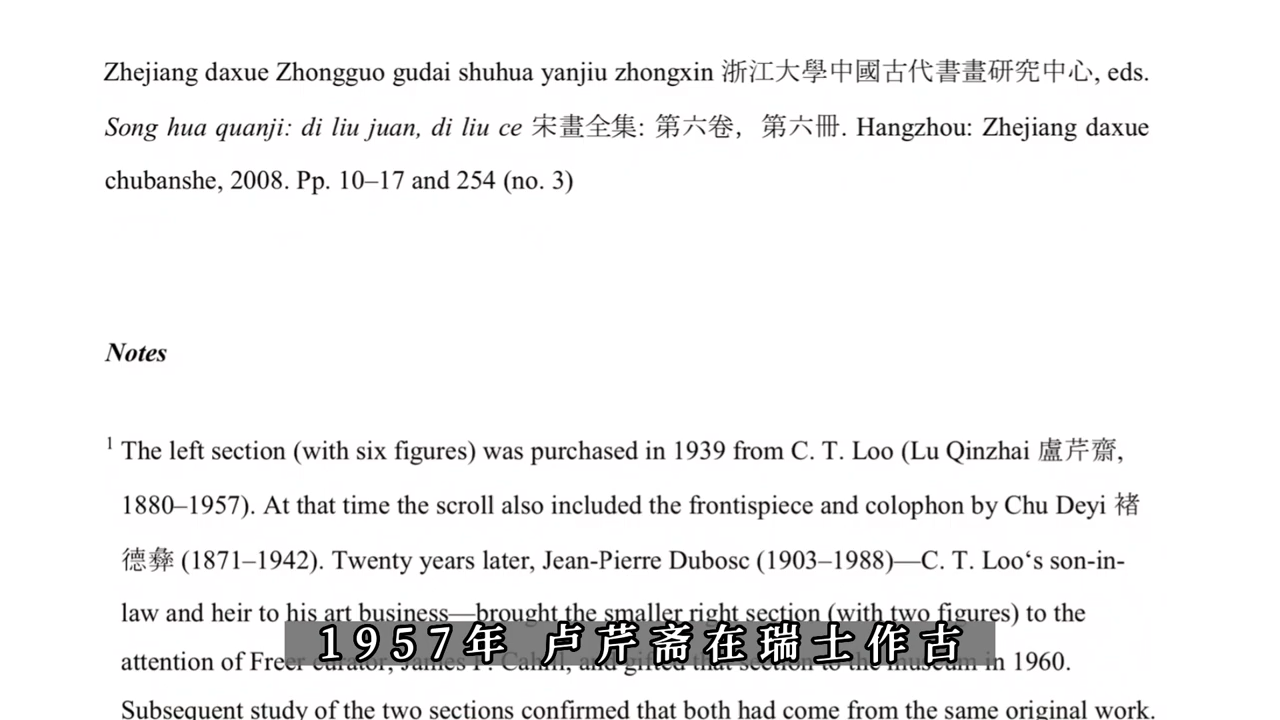 Zhejiang daxue Zhongguo gudai shuhua yanjiu zhongxin 浙江大學中國古代書畫研究中心, eds.
Song hua quanji: di liu juan, di liu ce 宋畫全集: 第六卷，第六冊. Hangzhou: Zhejiang daxue
chubanshe, 2008. Pp. 10–17 and 254 (no. 3)
Notes
1 The left section (with six figures) was purchased in 1939 from C. T. Loo (Lu Qinzhai 盧芹齋,
1880–1957). At that time the scroll also included the frontispiece and colophon by Chu Deyi 褚
德彝 (1871–1942). Twenty years later, Jean-Pierre Dubosc (1903–1988)—C. T. Loo‘s son-in-
law and heir to his art business—brought the smaller right section (with two figures) to the
attention of Freer curator, James F. Cahill, and gifted that section to the museum in 1960.
1957年 卢芹斋在瑞士作古
Subsequent study of the two sections confirmed that both had come from the same original work.